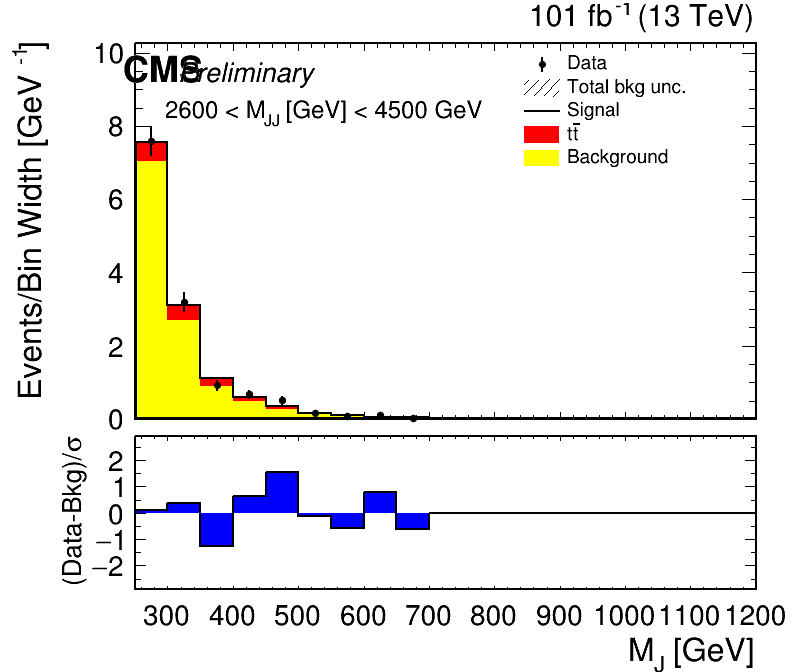 101 fb⁻¹ (13 TeV)
CMS Preliminary
2600 < M_JJ [GeV] < 4500 GeV
Data
Total bkg unc.
Signal
tt̄
Background
Events/Bin Width [GeV⁻¹]
10
8
6
4
2
0
(Data-Bkg)/σ
2
1
0
−1
−2
300 400 500 600 700 800 900 1000 1100 1200
M_J [GeV]